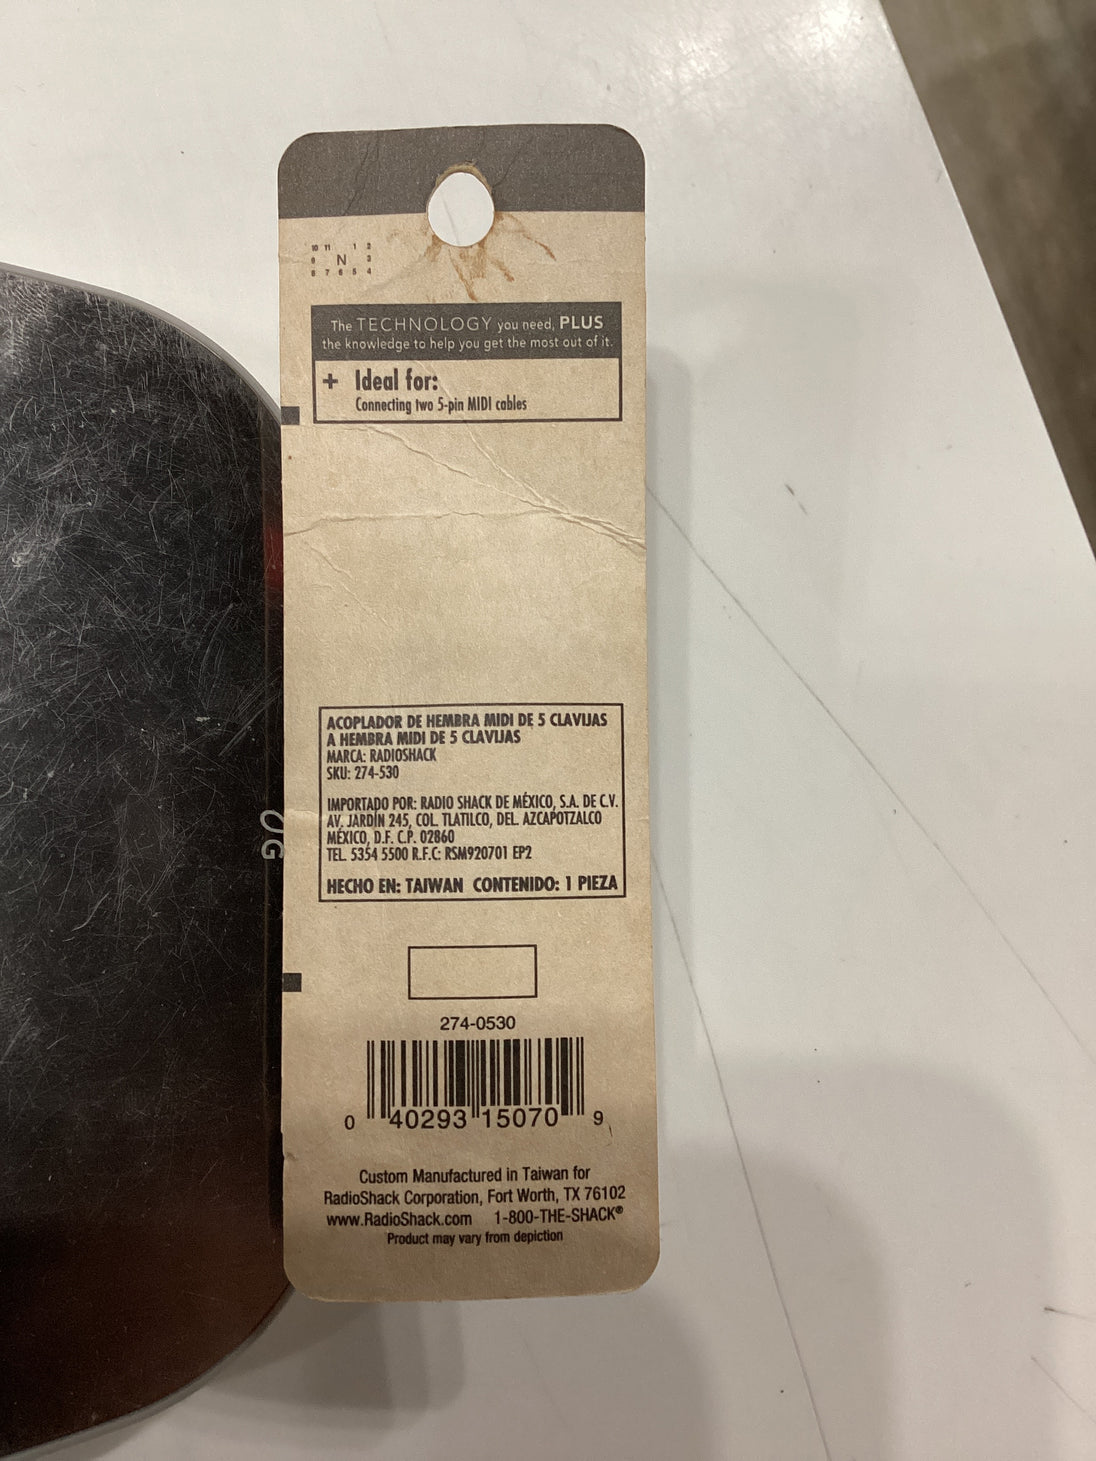 10 11 1 2
9 N 3
8 7 6 5 4
The TECHNOLOGY you need, PLUS
the knowledge to help you get the most out of it.
+ Ideal for:
Connecting two 5-pin MIDI cables
ACOPLADOR DE HEMBRA MIDI DE 5 CLAVIJAS
A HEMBRA MIDI DE 5 CLAVIJAS
MARCA: RADIOSHACK
SKU: 274-530
IMPORTADO POR: RADIO SHACK DE MÉXICO, S.A. DE C.V.
AV. JARDÍN 245, COL. TLATILCO, DEL. AZCAPOTZALCO
MÉXICO, D.F. C.P. 02860
TEL. 5354 5500 R.F.C: RSM920701 EP2
HECHO EN: TAIWAN CONTENIDO: 1 PIEZA
274-0530
0 40293 15070 9
Custom Manufactured in Taiwan for
RadioShack Corporation, Fort Worth, TX 76102
www.RadioShack.com 1-800-THE-SHACK®
Product may vary from depiction